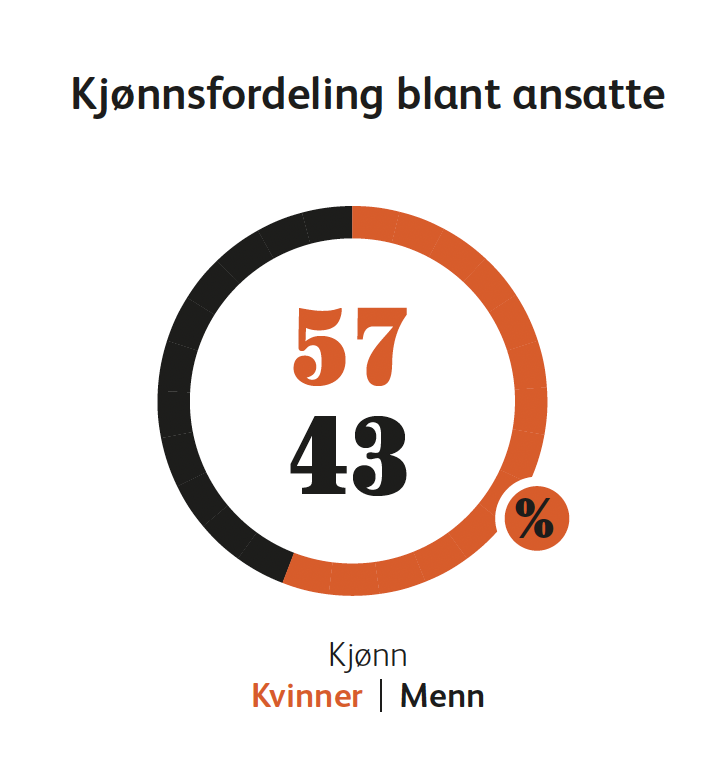 Kjønnsfordeling blant ansatte
57
43
%
Kjønn
Kvinner | Menn